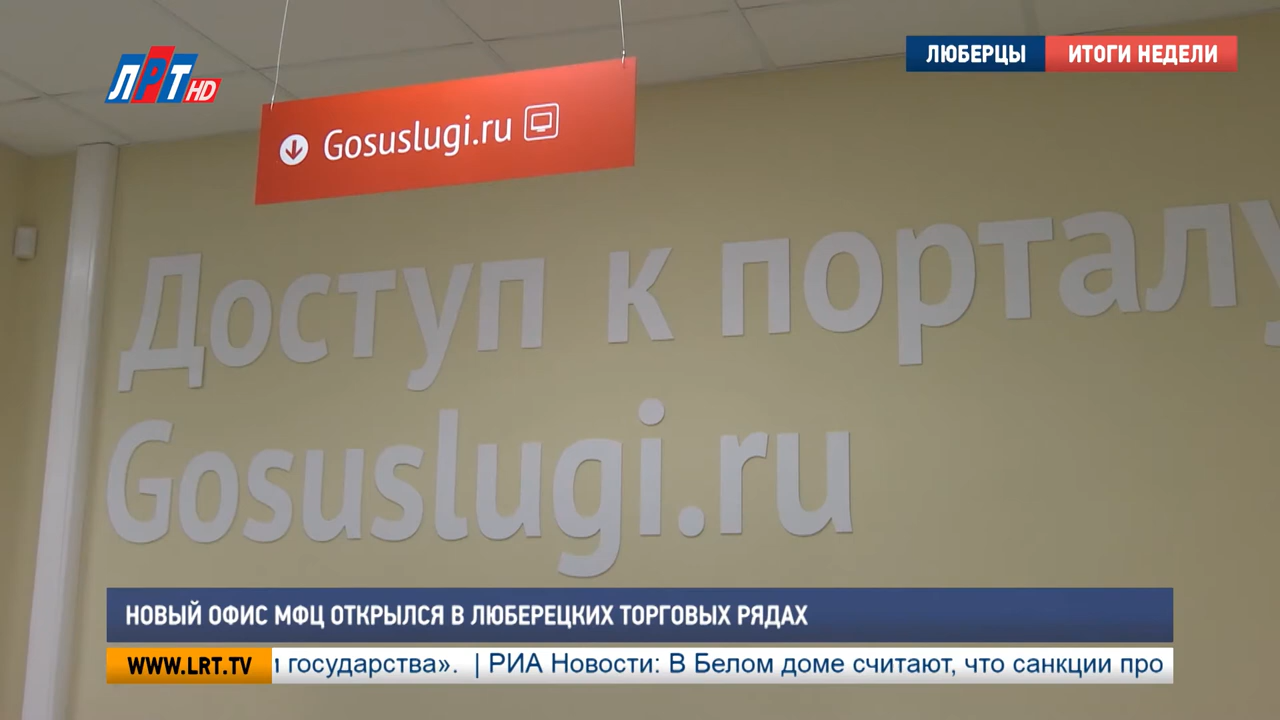 ЛРТ HD
ЛЮБЕРЦЫ ИТОГИ НЕДЕЛИ
Gosuslugi.ru
Доступ к порталу
Gosuslugi.ru
НОВЫЙ ОФИС МФЦ ОТКРЫЛСЯ В ЛЮБЕРЕЦКИХ ТОРГОВЫХ РЯДАХ
WWW.LRT.TV государства». | РИА Новости: В Белом доме считают, что санкции про